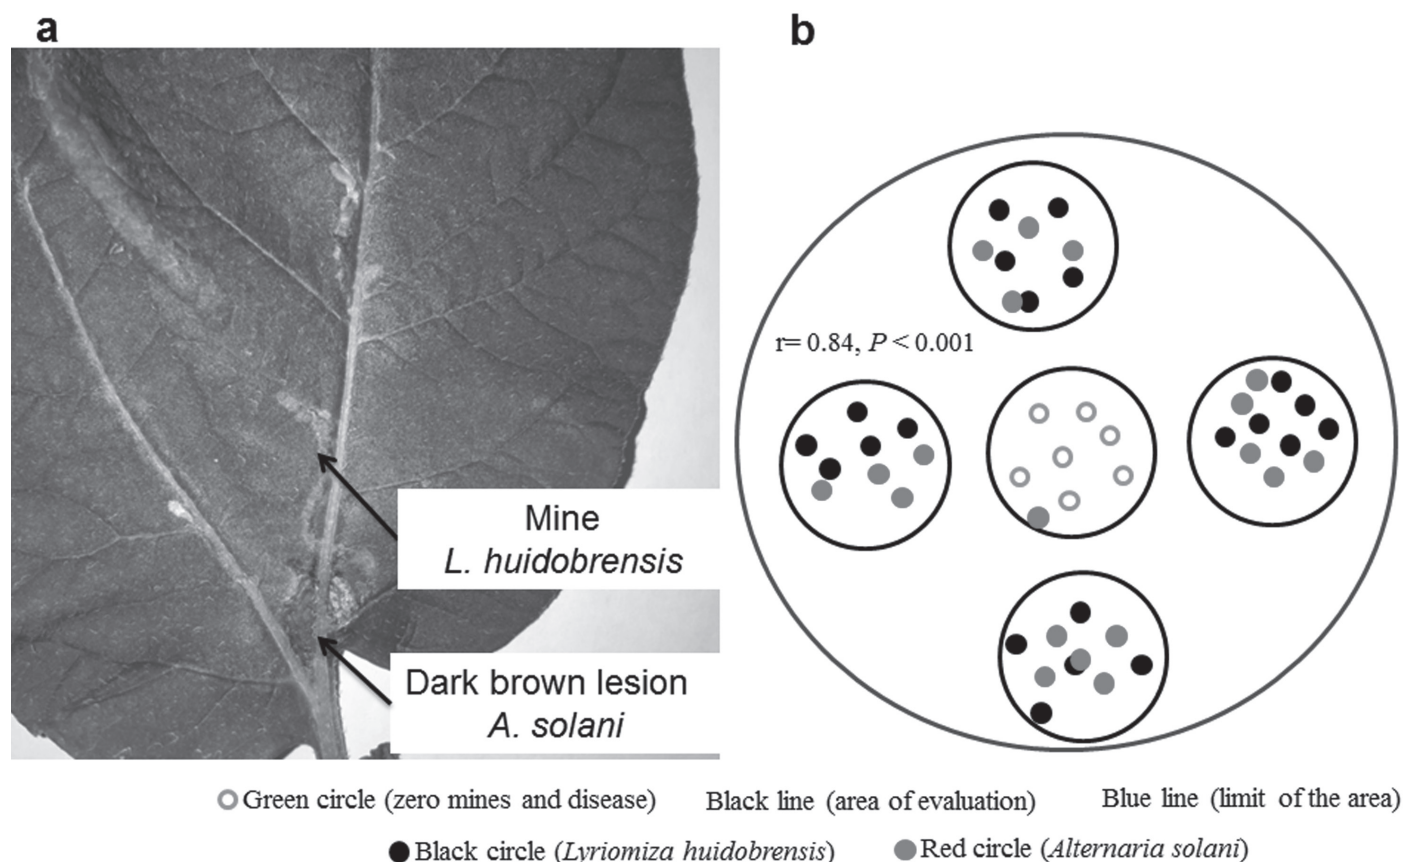 a
b
r= 0.84, P < 0.001
Mine
L. huidobrensis
Dark brown lesion
A. solani
Green circle (zero mines and disease) Black line (area of evaluation) Blue line (limit of the area)
Black circle (Lyriomiza huidobrensis) Red circle (Alternaria solani)